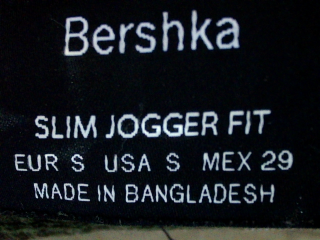 Bershka
SLIM JOGGER FIT
EUR S USA S MEX 29
MADE IN BANGLADESH